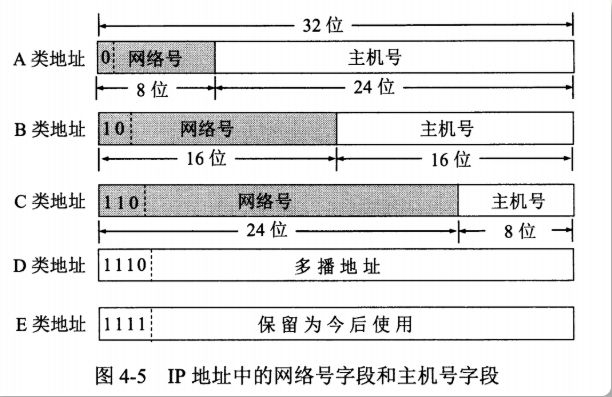 32 位
A 类地址 0 网络号 主机号
8 位 24 位
B 类地址 10 网络号 主机号
16 位 16 位
C 类地址 110 网络号 主机号
24 位 8 位
D 类地址 1110 多播地址
E 类地址 1111 保留为今后使用
图 4-5 IP 地址中的网络号字段和主机号字段